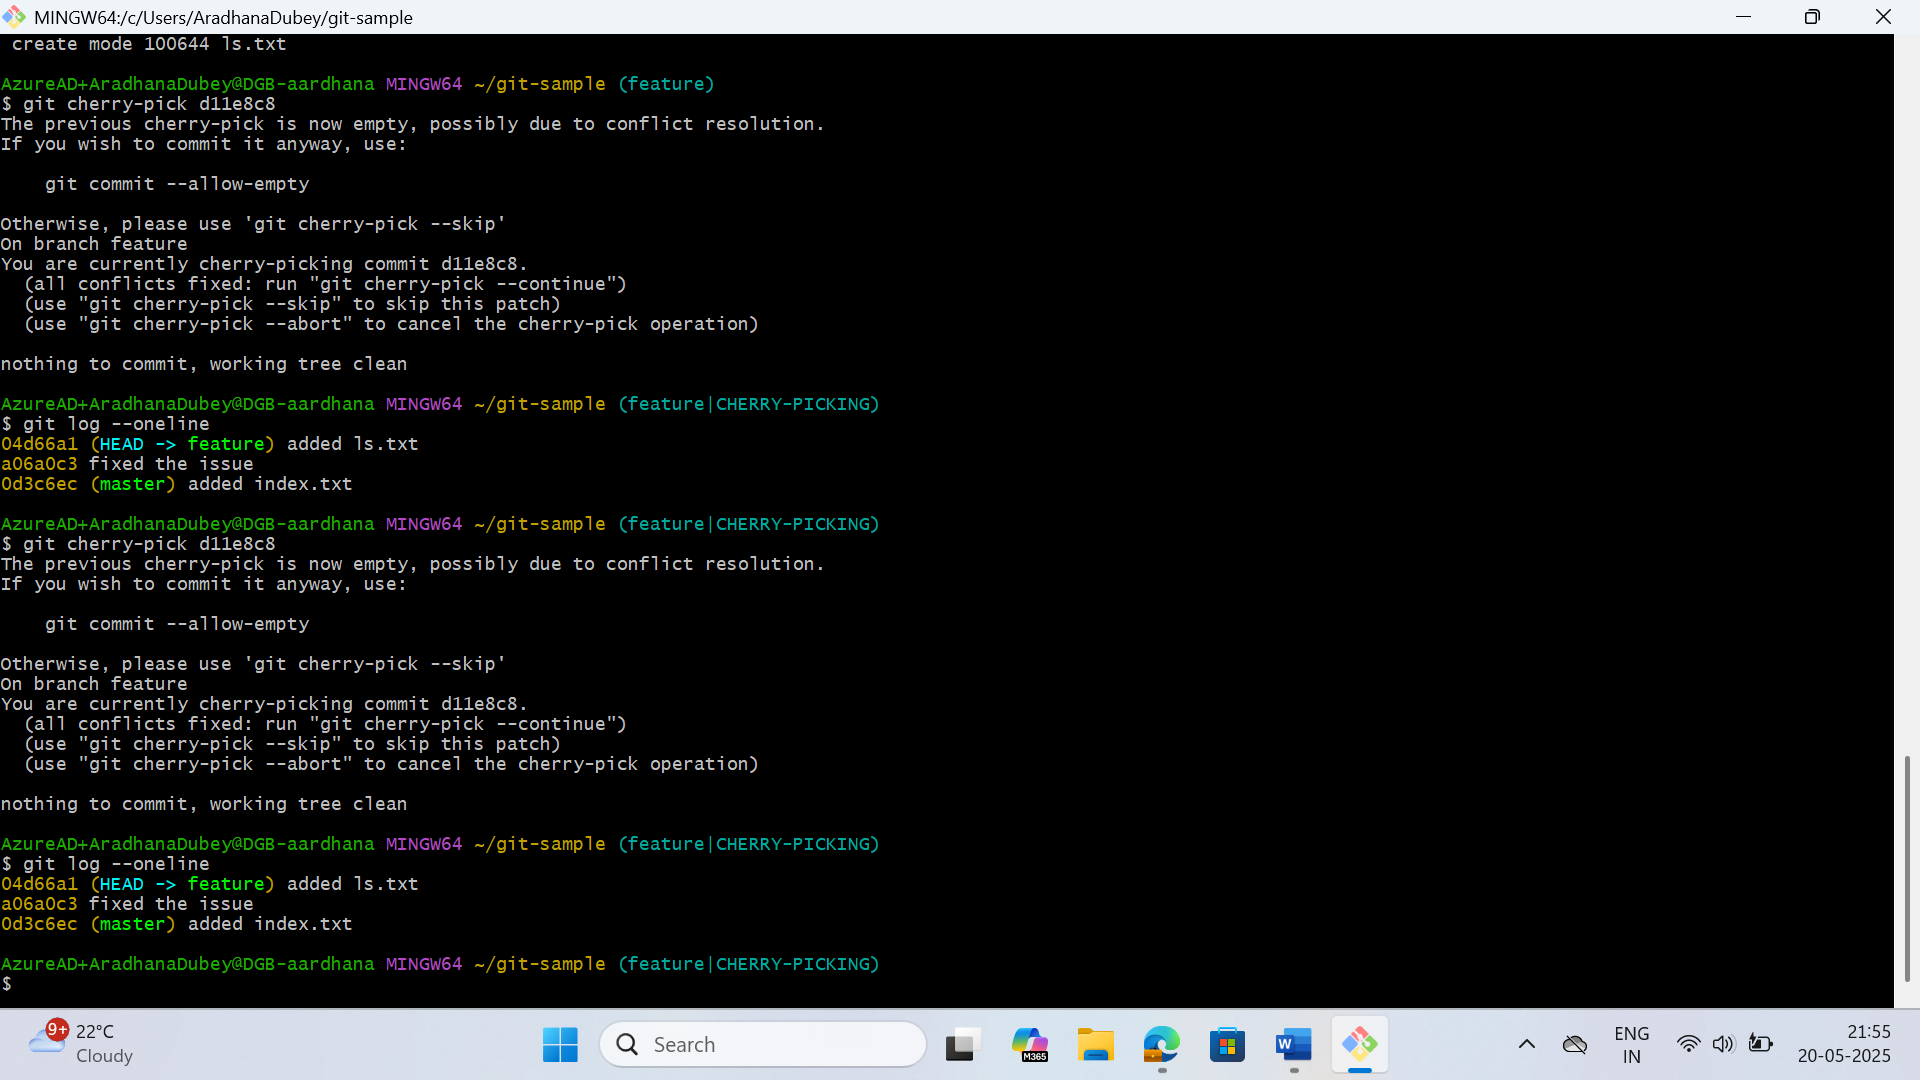 MINGW64:/c/Users/AradhanaDubey/git-sample
create mode 100644 ls.txt
AzureAD+AradhanaDubey@DGB-aardhana MINGW64 ~/git-sample (feature)
$ git cherry-pick d11e8c8
The previous cherry-pick is now empty, possibly due to conflict resolution.
If you wish to commit it anyway, use:
git commit --allow-empty
Otherwise, please use 'git cherry-pick --skip'
On branch feature
You are currently cherry-picking commit d11e8c8.
(all conflicts fixed: run "git cherry-pick --continue")
(use "git cherry-pick --skip" to skip this patch)
(use "git cherry-pick --abort" to cancel the cherry-pick operation)
nothing to commit, working tree clean
AzureAD+AradhanaDubey@DGB-aardhana MINGW64 ~/git-sample (feature|CHERRY-PICKING)
$ git log --oneline
04d66a1 (HEAD -> feature) added ls.txt
a06a0c3 fixed the issue
0d3c6ec (master) added index.txt
AzureAD+AradhanaDubey@DGB-aardhana MINGW64 ~/git-sample (feature|CHERRY-PICKING)
$ git cherry-pick d11e8c8
The previous cherry-pick is now empty, possibly due to conflict resolution.
If you wish to commit it anyway, use:
git commit --allow-empty
Otherwise, please use 'git cherry-pick --skip'
On branch feature
You are currently cherry-picking commit d11e8c8.
(all conflicts fixed: run "git cherry-pick --continue")
(use "git cherry-pick --skip" to skip this patch)
(use "git cherry-pick --abort" to cancel the cherry-pick operation)
nothing to commit, working tree clean
AzureAD+AradhanaDubey@DGB-aardhana MINGW64 ~/git-sample (feature|CHERRY-PICKING)
$ git log --oneline
04d66a1 (HEAD -> feature) added ls.txt
a06a0c3 fixed the issue
0d3c6ec (master) added index.txt
AzureAD+AradhanaDubey@DGB-aardhana MINGW64 ~/git-sample (feature|CHERRY-PICKING)
$
9+
22°C
Cloudy
Search
M365
W
ENG
IN
21:55
20-05-2025